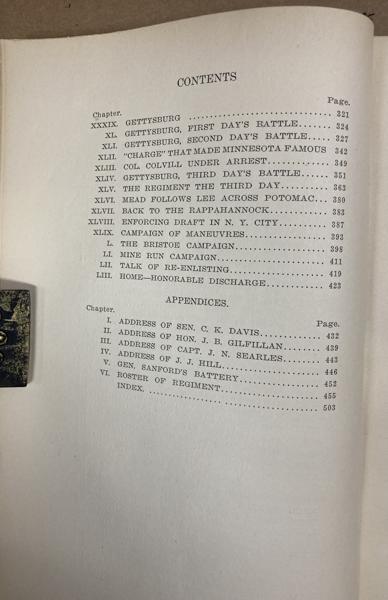 CONTENTS
Chapter. Page.
XXXIX. GETTYSBURG ................................ 321
XL. GETTYSBURG, FIRST DAY'S BATTLE ....... 324
XLI. GETTYSBURG, SECOND DAY'S BATTLE ..... 327
XLII. "CHARGE" THAT MADE MINNESOTA FAMOUS 342
XLIII. COL. COLVILL UNDER ARREST ............ 349
XLIV. GETTYSBURG, THIRD DAY'S BATTLE ...... 351
XLV. THE REGIMENT THE THIRD DAY .......... 363
XLVI. MEAD FOLLOWS LEE ACROSS POTOMAC ... 380
XLVII. BACK TO THE RAPPAHANNOCK ............ 383
XLVIII. ENFORCING DRAFT IN N. Y. CITY ......... 387
XLIX. CAMPAIGN OF MANEUVRES ............... 393
L. THE BRISTOE CAMPAIGN ................. 398
LI. MINE RUN CAMPAIGN .................... 411
LII. TALK OF RE-ENLISTING .................. 419
LIII. HOME—HONORABLE DISCHARGE .......... 423
APPENDICES.
Chapter. Page.
I. ADDRESS OF SEN. C. K. DAVIS ............ 432
II. ADDRESS OF HON. J. B. GILFILLAN ....... 439
III. ADDRESS OF CAPT. J. N. SEARLES ........ 443
IV. ADDRESS OF J. J. HILL .................. 446
V. GEN. SANFORD'S BATTERY ............... 452
VI. ROSTER OF REGIMENT ................... 455
INDEX. ................................ 503